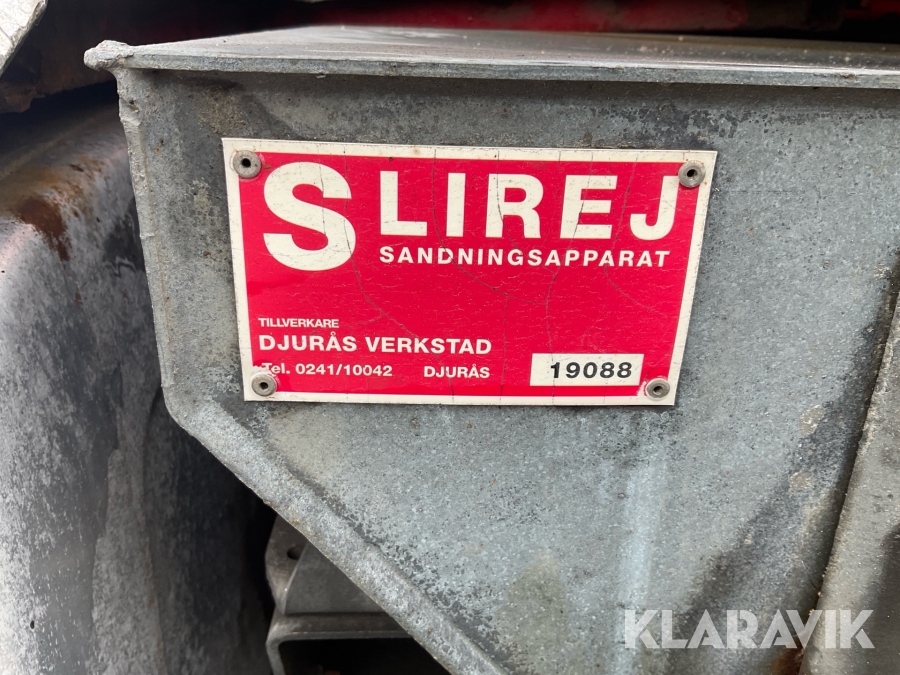 SLIREJ
SANDNINGSAPPARAT
TILLVERKARE
DJURÅS VERKSTAD
Tel. 0241/10042 DJURÅS 19088
KLARAVIK